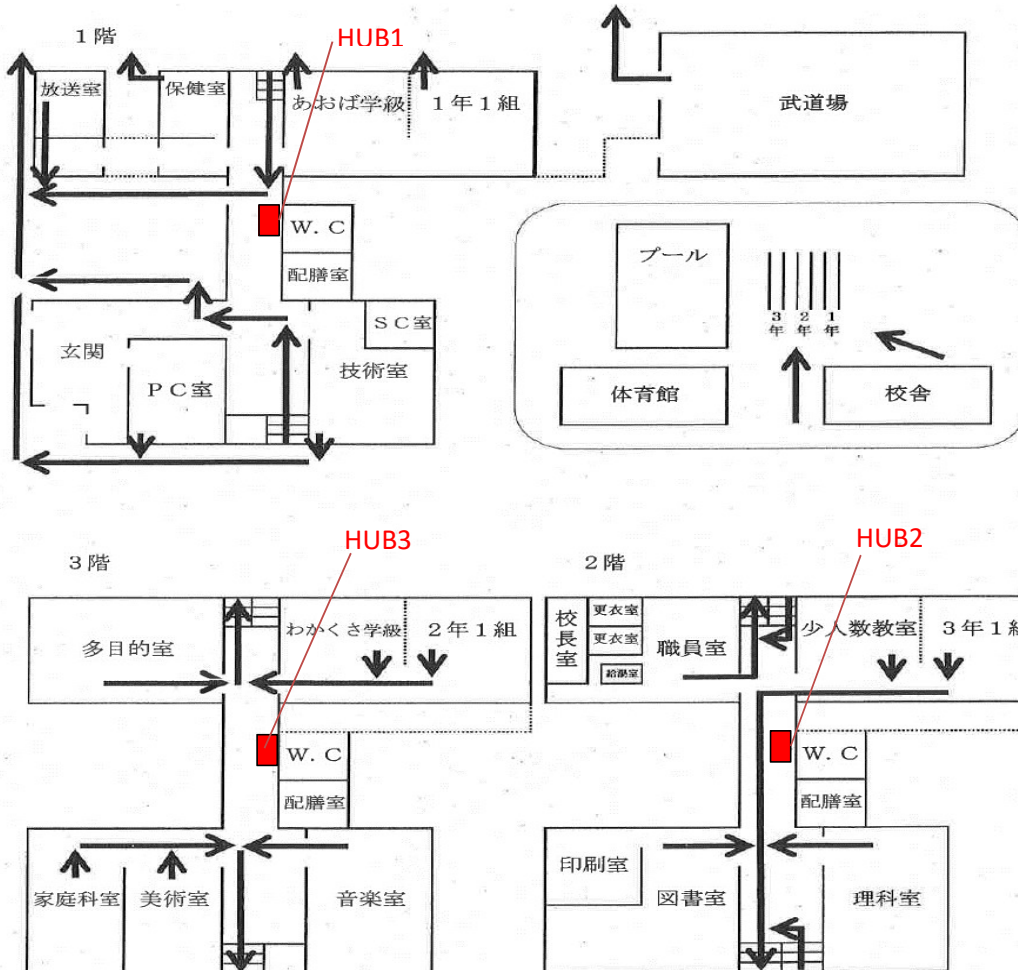 1階
HUB1
放送室
保健室
あおば学級
1年1組
武道場
W.C
配膳室
SC室
玄関
PC室
技術室
プール
3年
2年
1年
体育館
校舎
3階
HUB3
多目的室
わかくさ学級
2年1組
W.C
配膳室
家庭科室
美術室
音楽室
2階
HUB2
校長室
更衣室
更衣室
給湯室
職員室
少人数教室
3年1組
W.C
配膳室
印刷室
図書室
理科室